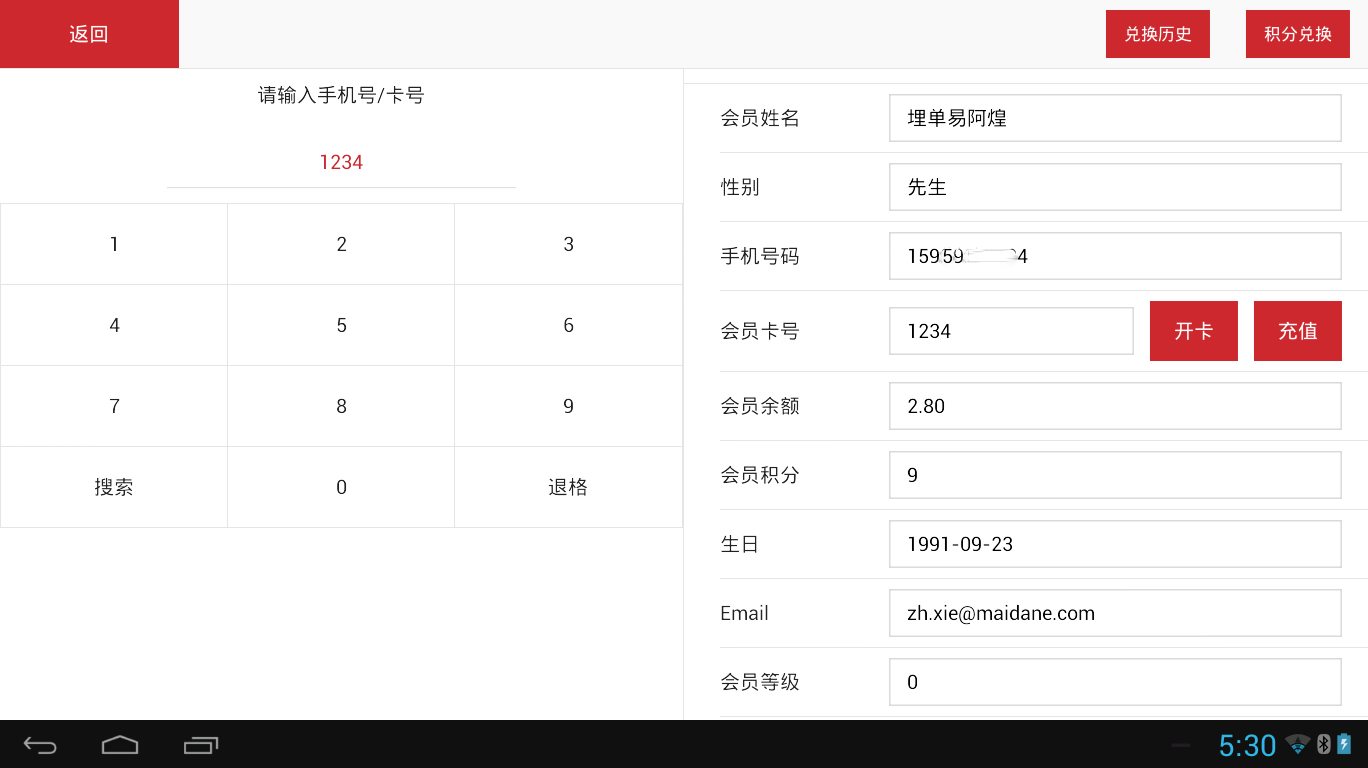 返回
兑换历史 积分兑换
请输入手机号/卡号
1234
1 2 3
4 5 6
7 8 9
搜索 0 退格
会员姓名 埋单易阿煌
性别 先生
手机号码 15959 4
会员卡号 1234 开卡 充值
会员余额 2.80
会员积分 9
生日 1991-09-23
Email zh.xie@maidane.com
会员等级 0
5:30